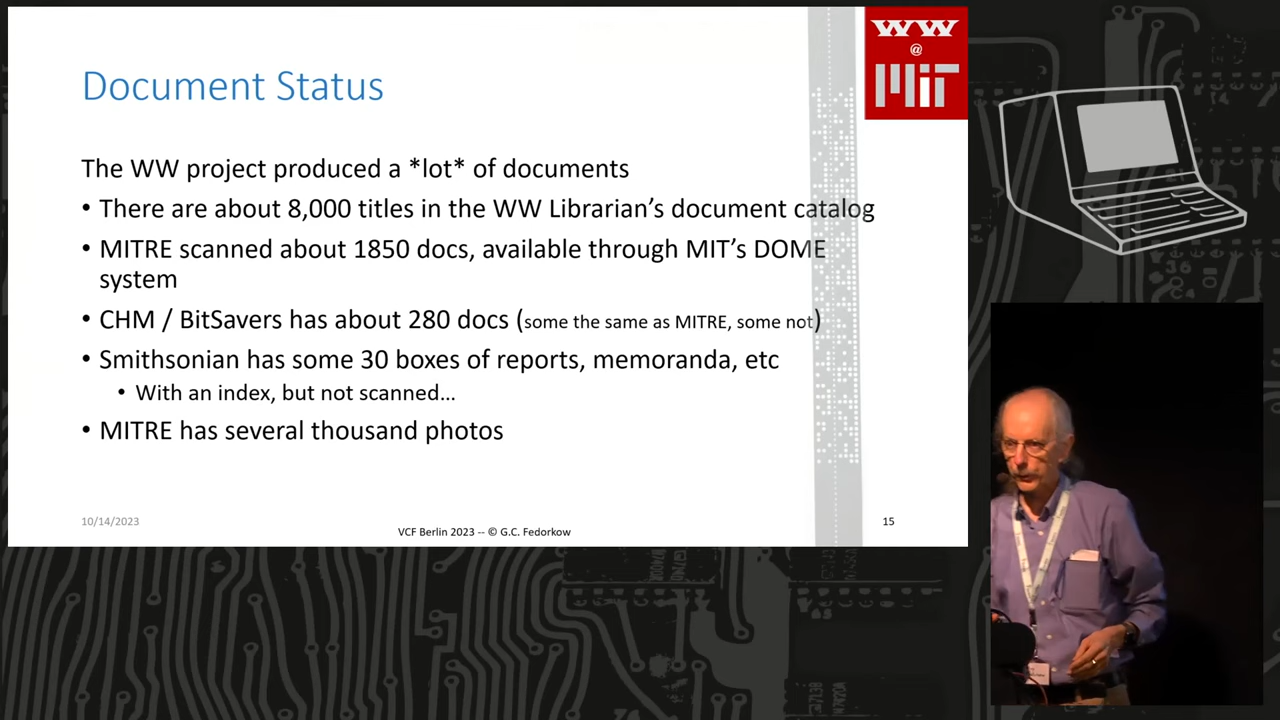 WW
@
MIT
Document Status
The WW project produced a *lot* of documents
• There are about 8,000 titles in the WW Librarian’s document catalog
• MITRE scanned about 1850 docs, available through MIT’s DOME
system
• CHM / BitSavers has about 280 docs (some the same as MITRE, some not)
• Smithsonian has some 30 boxes of reports, memoranda, etc
• With an index, but not scanned…
• MITRE has several thousand photos
10/14/2023
VCF Berlin 2023 -- © G.C. Fedorkow
15